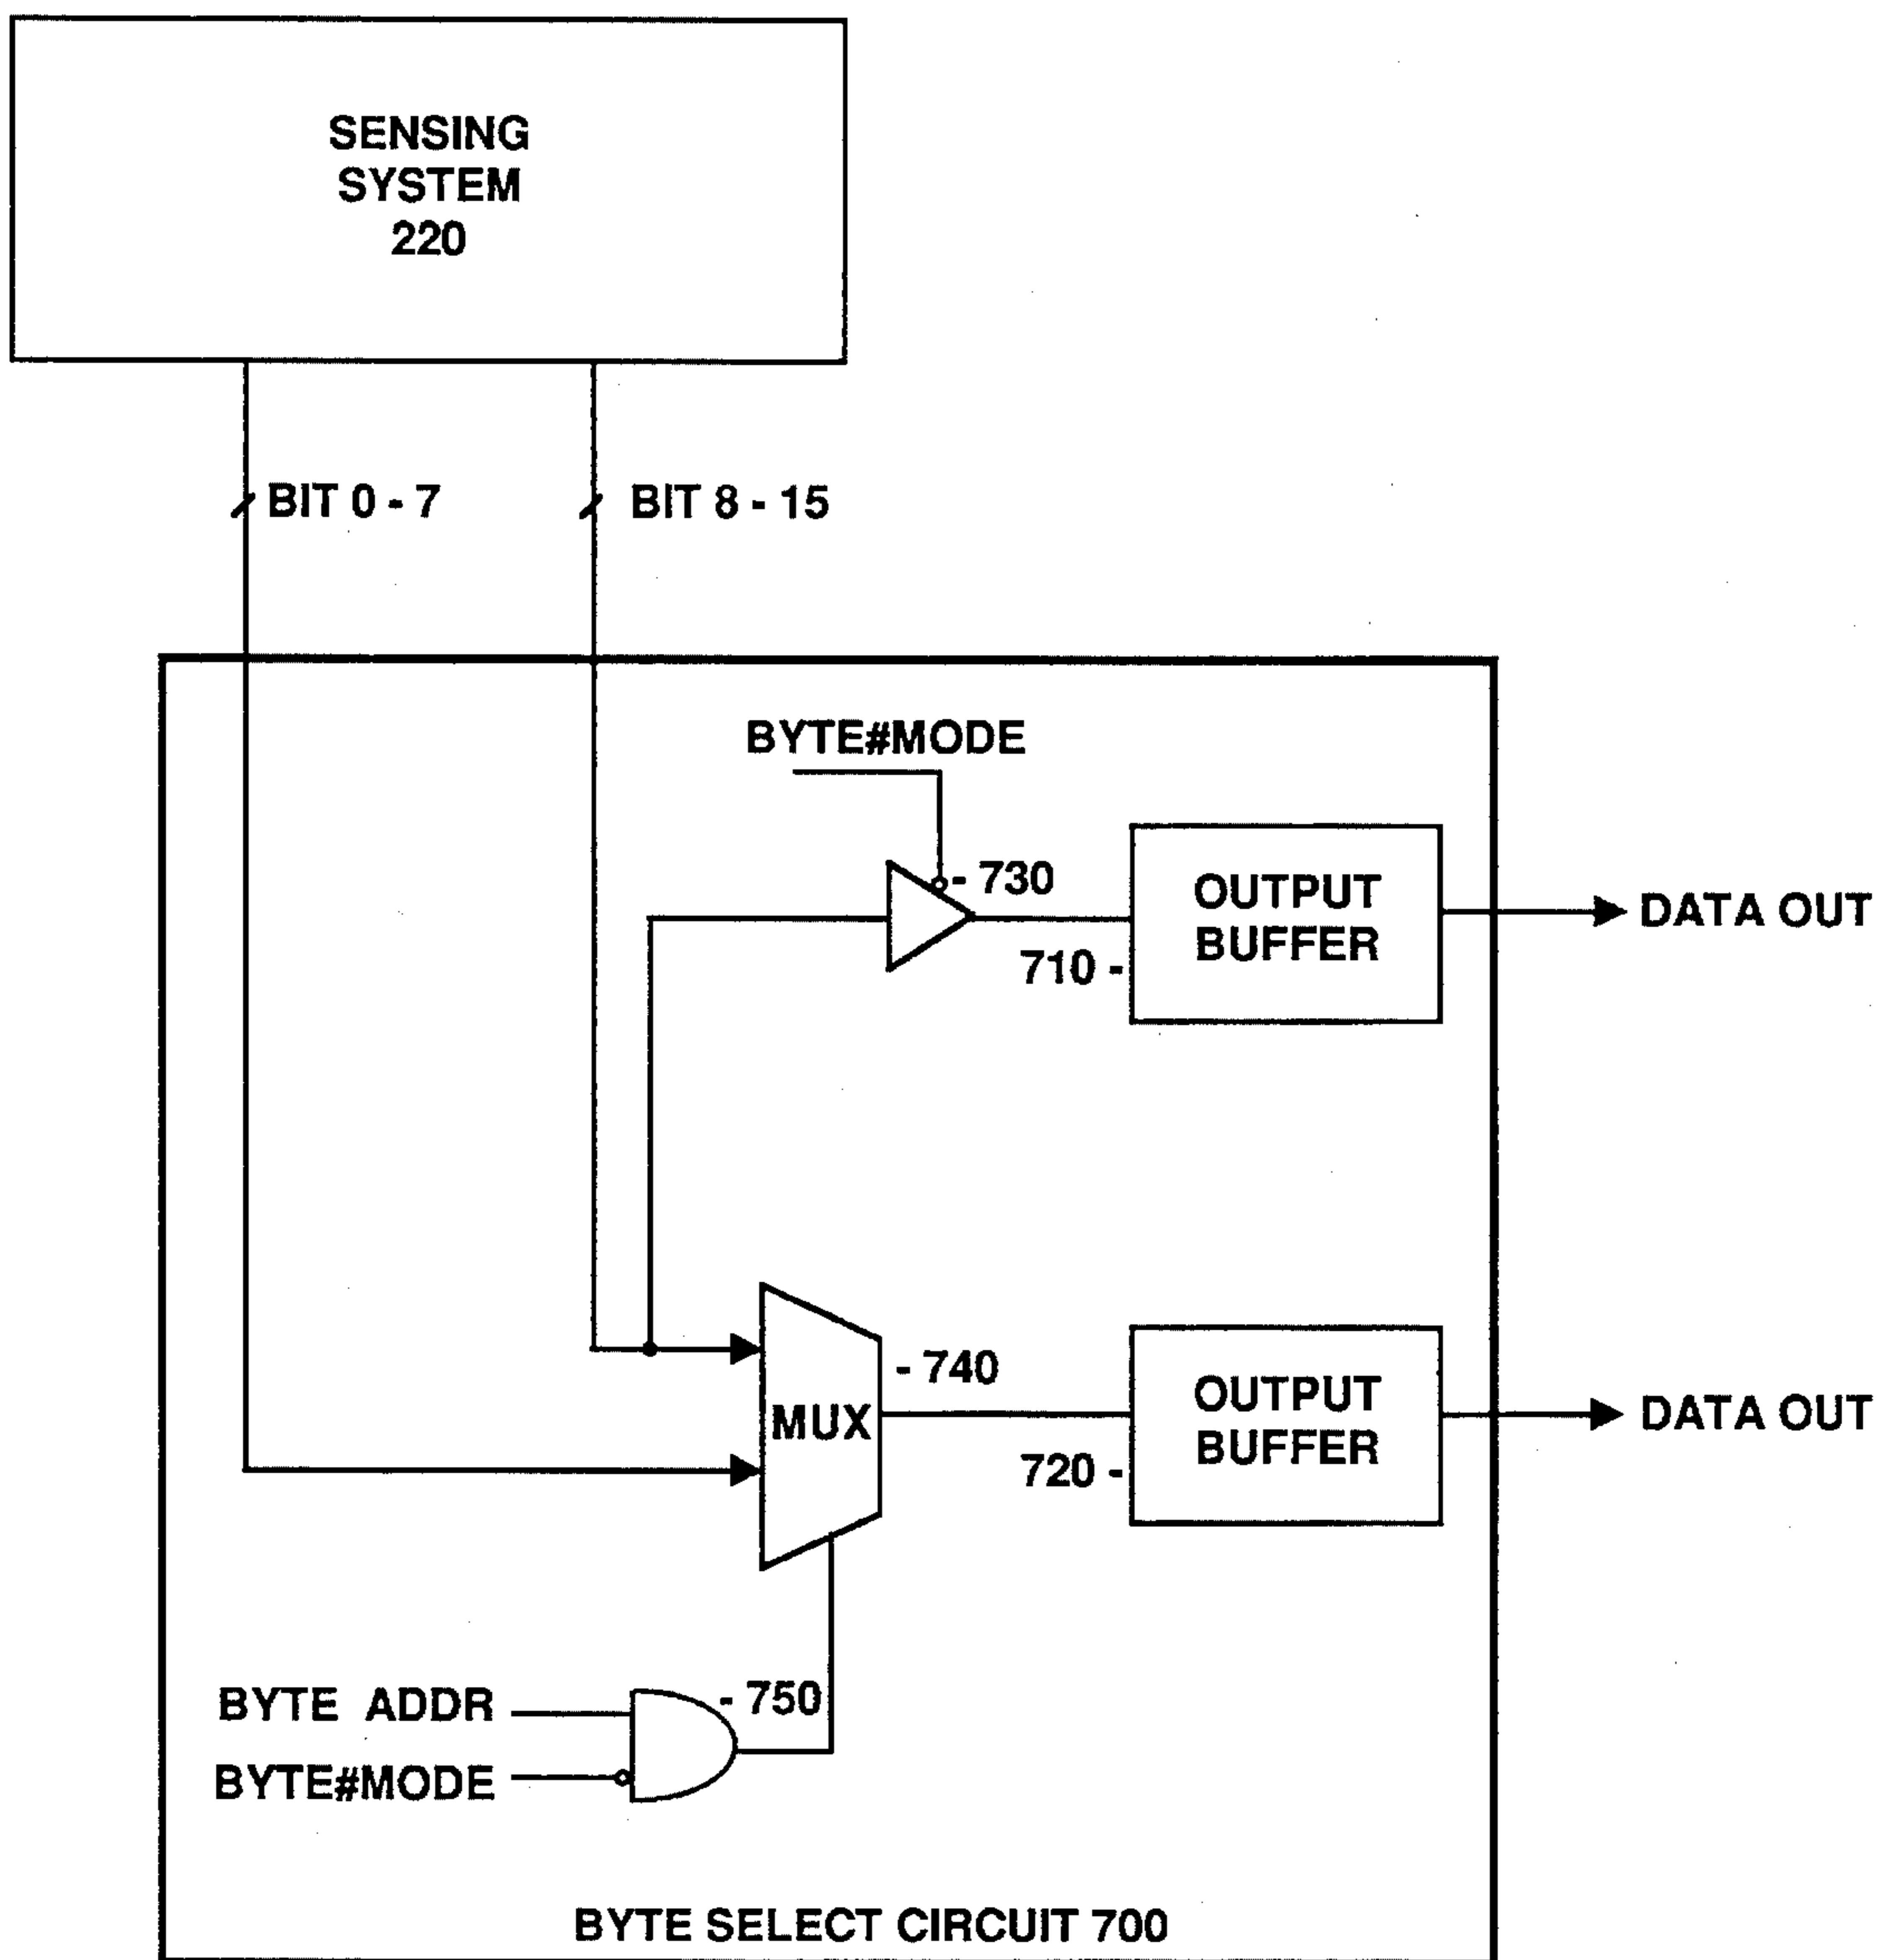 SENSING
SYSTEM
220
BIT 0 - 7
BIT 8 - 15
BYTE#MODE
- 730
710 -
OUTPUT
BUFFER
DATA OUT
MUX
- 740
720 -
OUTPUT
BUFFER
DATA OUT
BYTE ADDR
- 750
BYTE#MODE
BYTE SELECT CIRCUIT 700